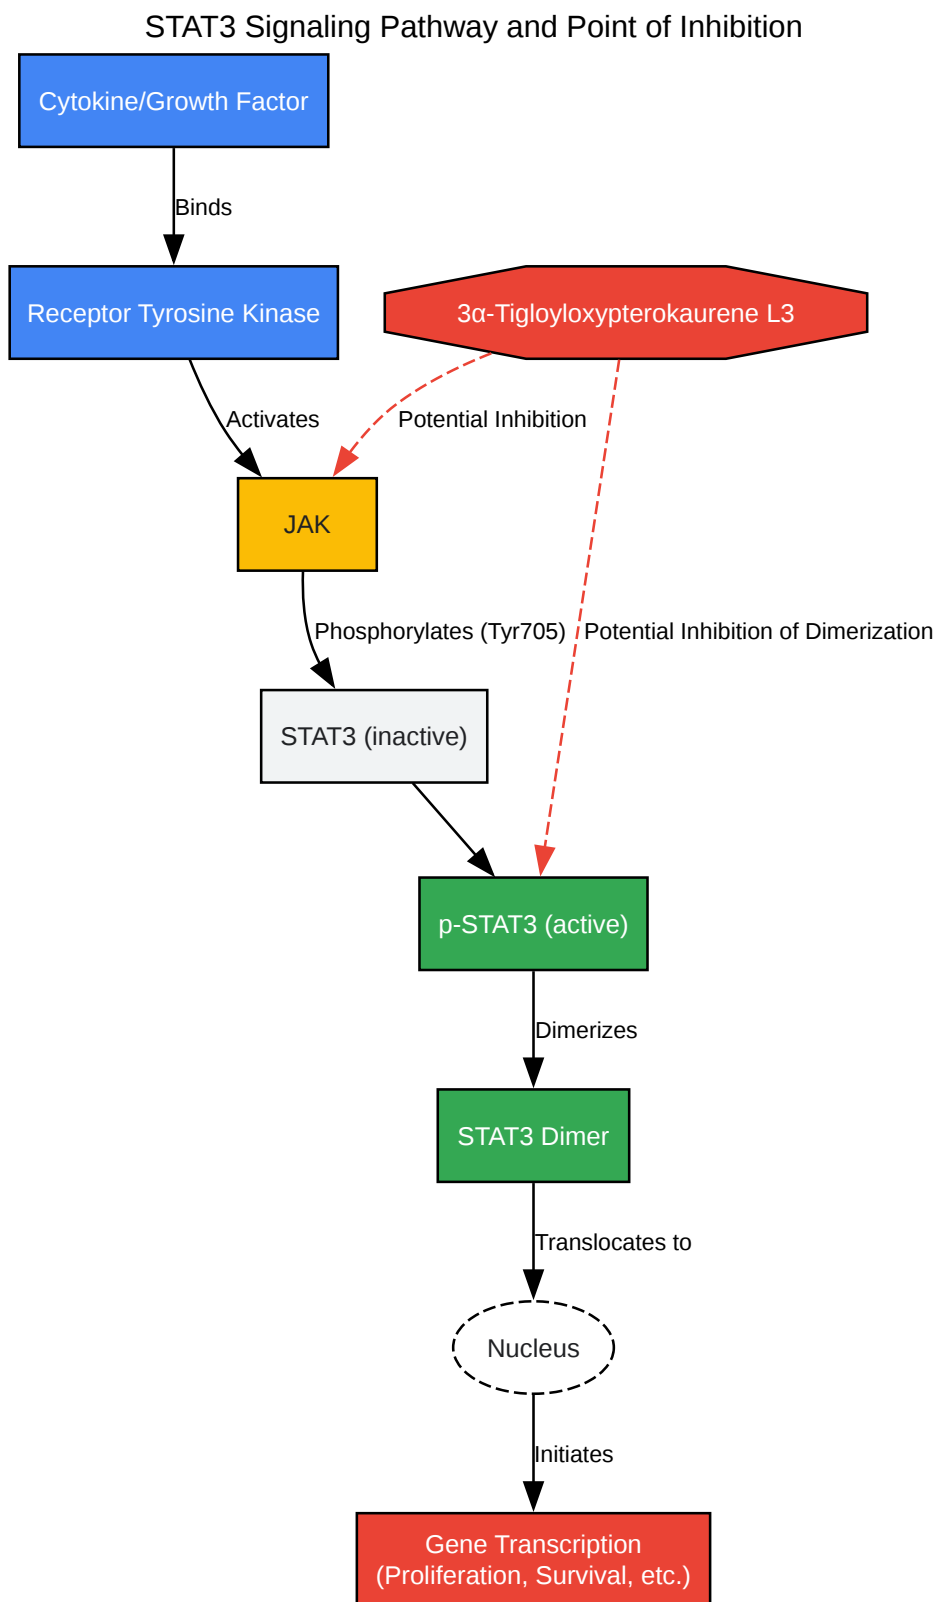 STAT3 Signaling Pathway and Point of Inhibition
Cytokine/Growth Factor
Binds
Receptor Tyrosine Kinase
3α-Tigloyloxypterokaurene L3
Activates
Potential Inhibition
JAK
Phosphorylates (Tyr705)
Potential Inhibition of Dimerization
STAT3 (inactive)
p-STAT3 (active)
Dimerizes
STAT3 Dimer
Translocates to
Nucleus
Initiates
Gene Transcription
(Proliferation, Survival, etc.)